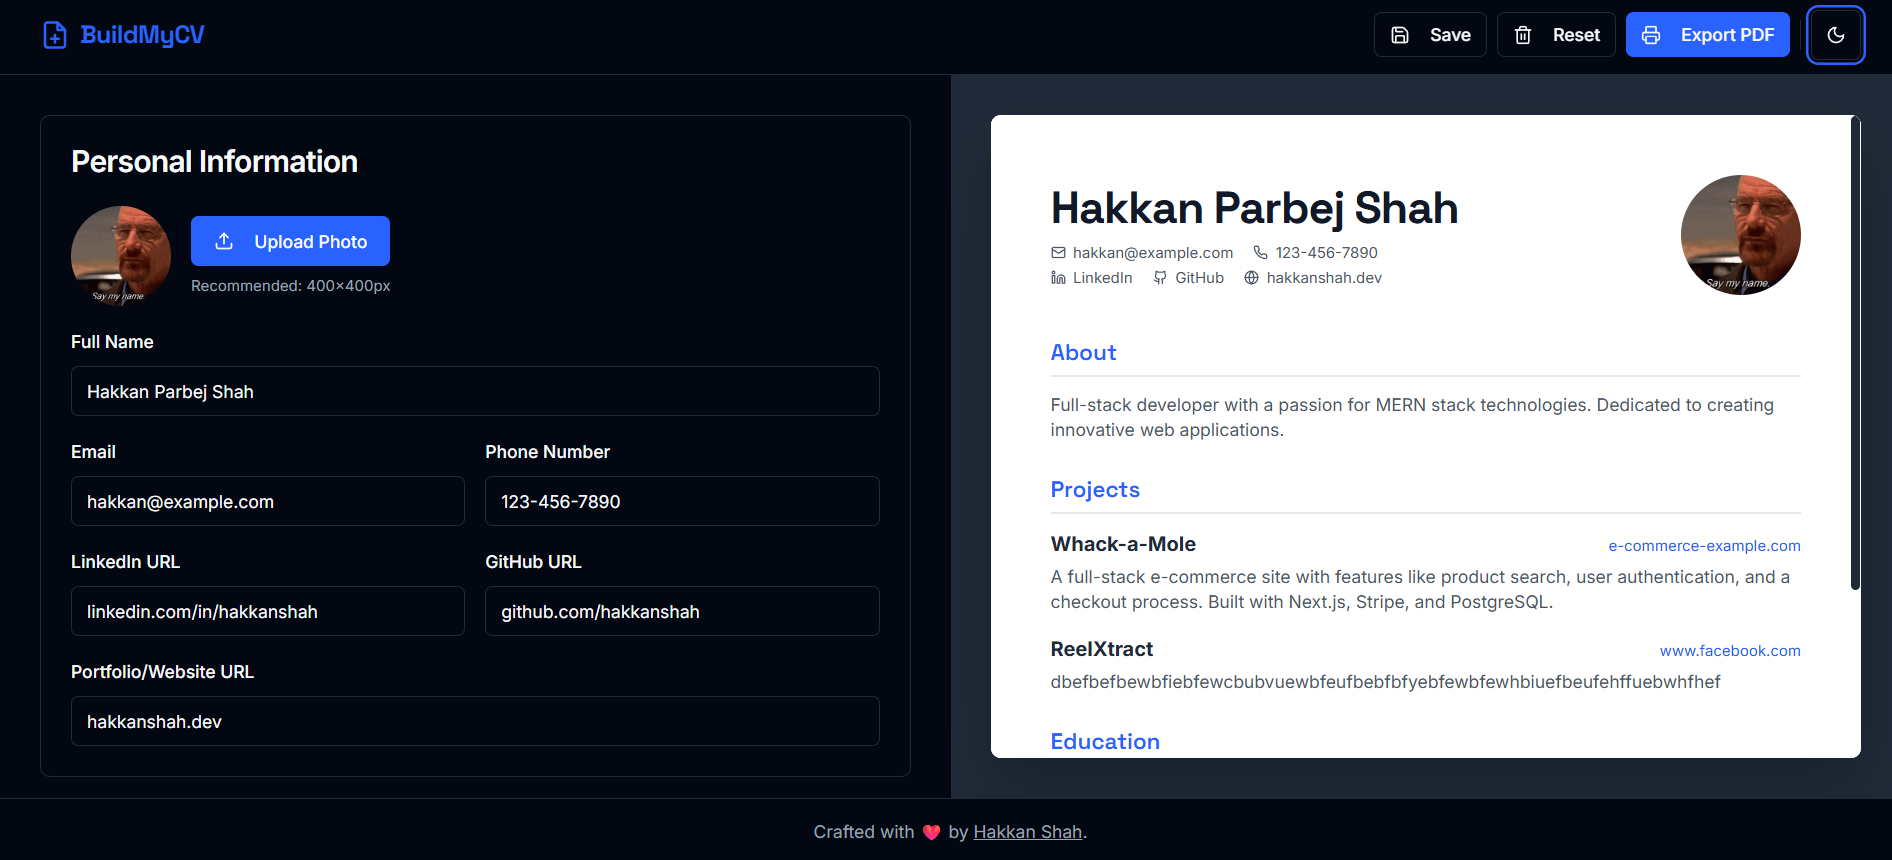 BuildMyCV
Save
Reset
Export PDF
Personal Information
Say my name.
Upload Photo
Recommended: 400×400px
Full Name
Hakkan Parbej Shah
Email
Phone Number
hakkan@example.com
123-456-7890
LinkedIn URL
GitHub URL
linkedin.com/in/hakkanshah
github.com/hakkanshah
Portfolio/Website URL
hakkanshah.dev
Hakkan Parbej Shah
hakkan@example.com 123-456-7890
LinkedIn GitHub hakkanshah.dev
Say my name.
About
Full-stack developer with a passion for MERN stack technologies. Dedicated to creating
innovative web applications.
Projects
Whack-a-Mole e-commerce-example.com
A full-stack e-commerce site with features like product search, user authentication, and a
checkout process. Built with Next.js, Stripe, and PostgreSQL.
ReelXtract www.facebook.com
dbefbefbewbfiebfewcbubvuewbfeufbebfbfyebfewbfewhbiuefbeufehffuebwhfhef
Education
Crafted with ❤️ by Hakkan Shah.